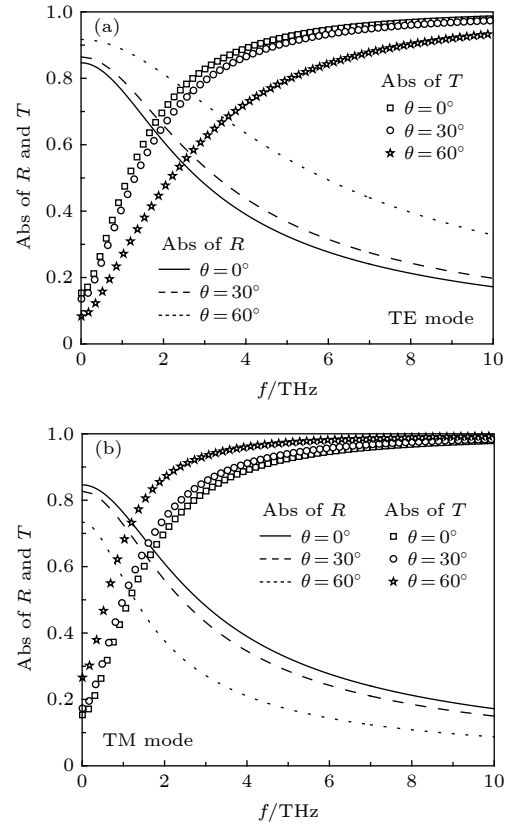 (a)
1.0
0.8
0.6
0.4
0.2
0
Abs of R and T
Abs of T
θ=0°
θ=30°
θ=60°
Abs of R
θ=0°
θ=30°
θ=60°
TE mode
0 2 4 6 8 10
f/THz
(b)
1.0
0.8
0.6
0.4
0.2
0
Abs of R and T
Abs of R Abs of T
θ=0° θ=0°
θ=30° θ=30°
θ=60° θ=60°
TM mode
0 2 4 6 8 10
f/THz